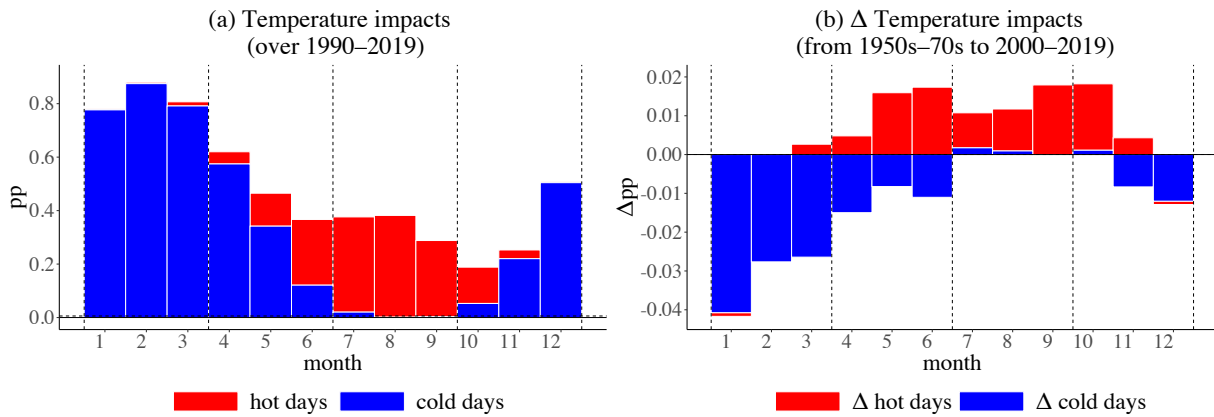 (a) Temperature impacts
(over 1990–2019)
pp
0.8
0.6
0.4
0.2
0.0
1 2 3 4 5 6 7 8 9 10 11 12
month
hot days cold days
(b) Δ Temperature impacts
(from 1950s–70s to 2000–2019)
Δpp
0.02
0.01
0.00
-0.01
-0.02
-0.03
-0.04
1 2 3 4 5 6 7 8 9 10 11 12
month
Δ hot days Δ cold days